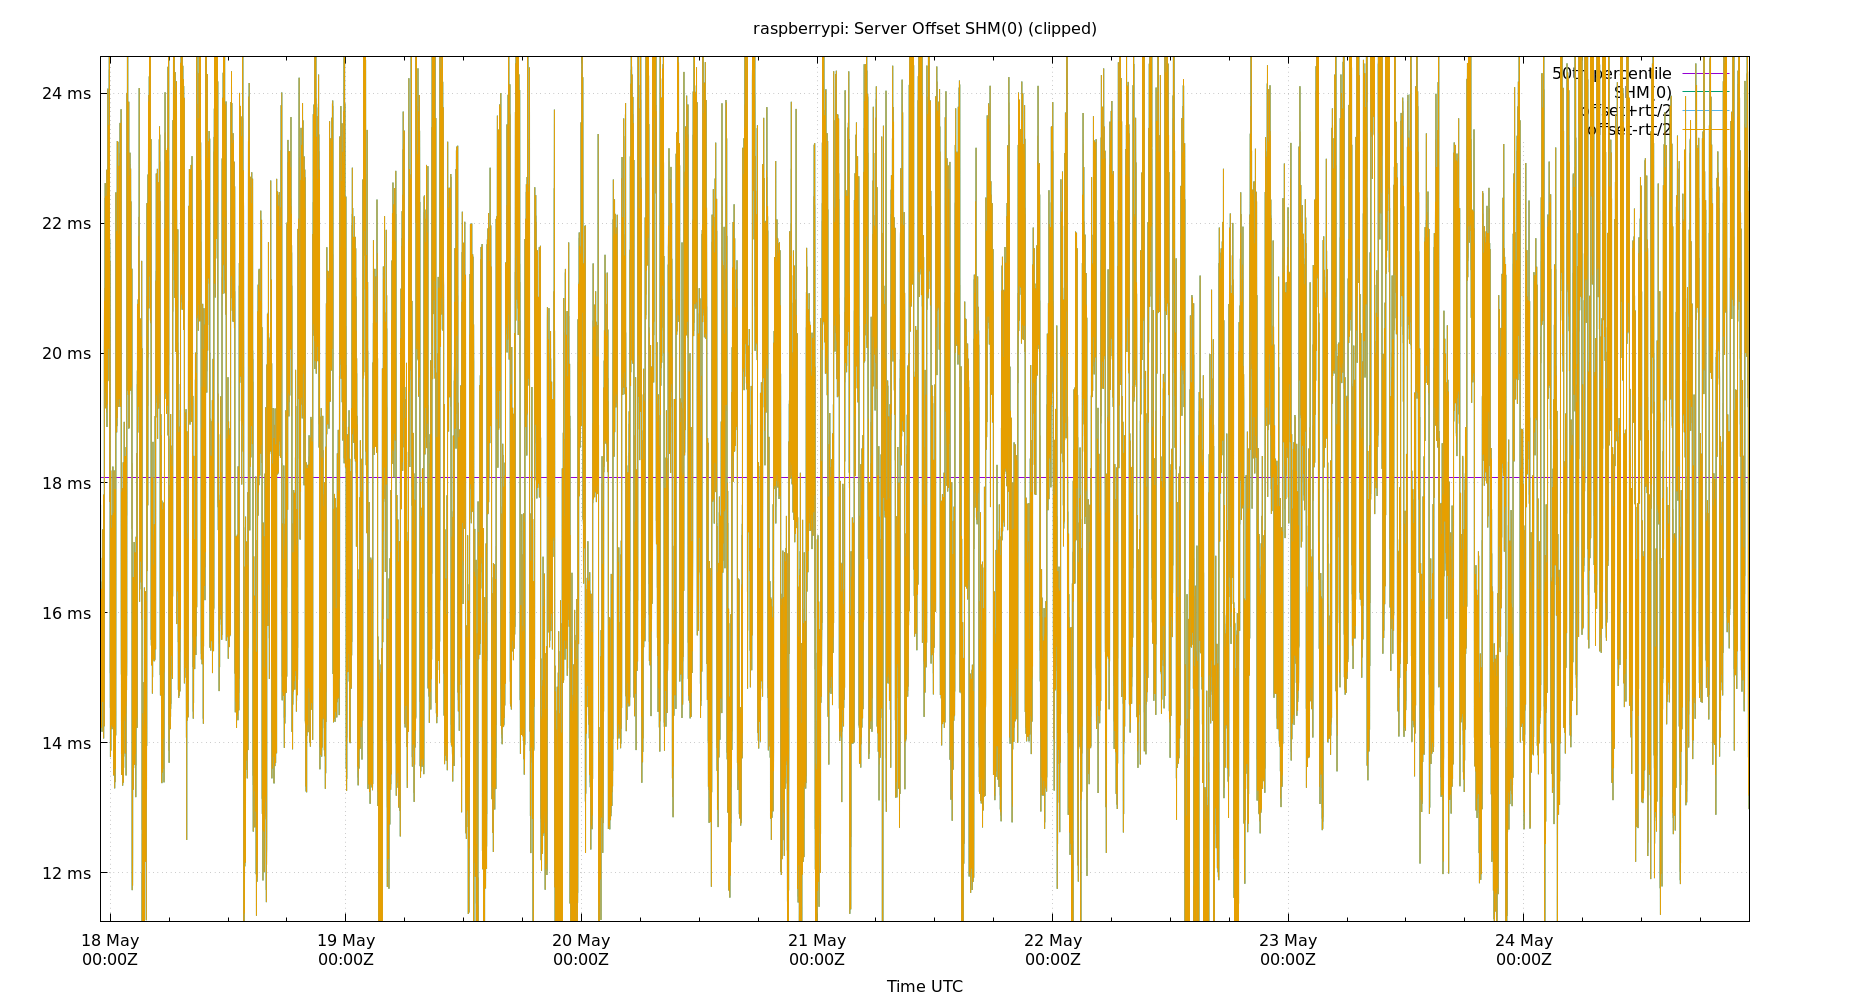 raspberrypi: Server Offset SHM(0) (clipped)
24 ms
22 ms
20 ms
18 ms
16 ms
14 ms
12 ms
50th percentile
SHM(0)
offset+rtt/2
offset-rtt/2
18 May
00:00Z
19 May
00:00Z
20 May
00:00Z
21 May
00:00Z
22 May
00:00Z
23 May
00:00Z
24 May
00:00Z
Time UTC